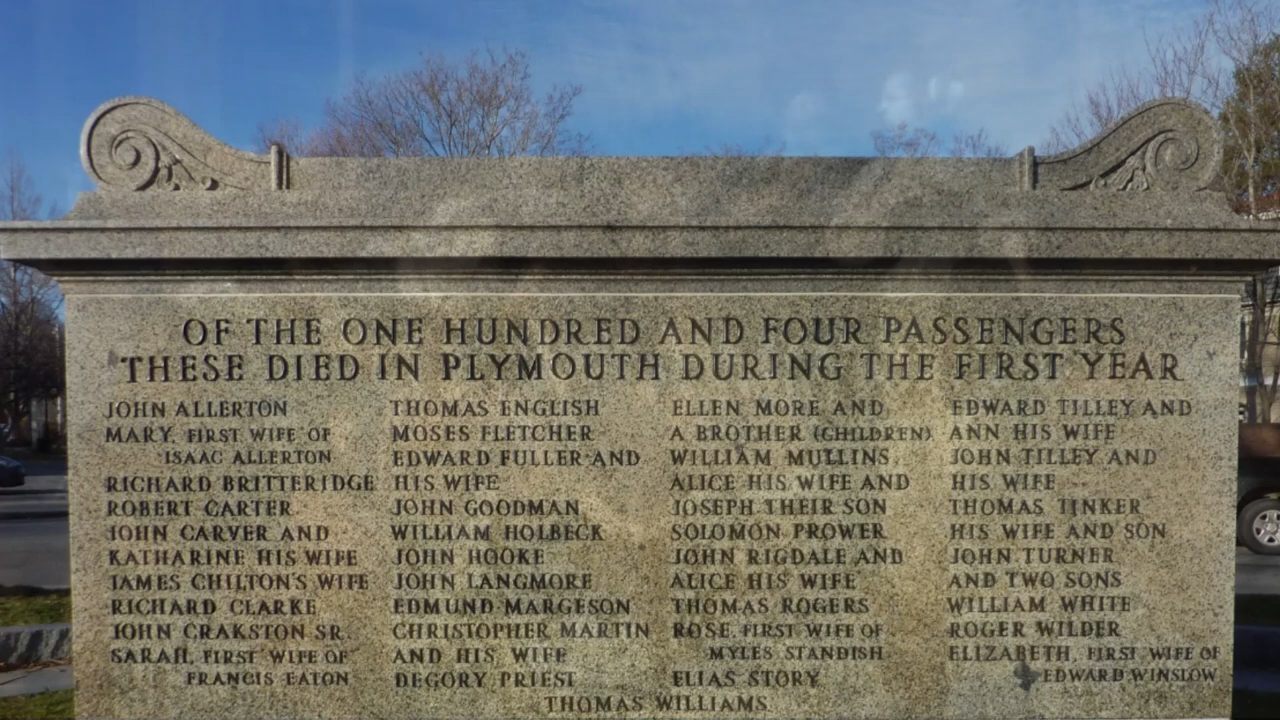 OF THE ONE HUNDRED AND FOUR PASSENGERS
THESE DIED IN PLYMOUTH DURING THE FIRST YEAR
JOHN ALLERTON
MARY, FIRST WIFE OF
ISAAC ALLERTON
RICHARD BRITTERIDGE
ROBERT CARTER
JOHN CARVER AND
KATHARINE HIS WIFE
JAMES CHILTON'S WIFE
RICHARD CLARKE
JOHN CRAKSTON SR.
SARAH, FIRST WIFE OF
FRANCIS EATON
THOMAS ENGLISH
MOSES FLETCHER
EDWARD FULLER AND
HIS WIFE
JOHN GOODMAN
WILLIAM HOLBECK
JOHN HOOKE
JOHN LANGMORE
EDMUND MARGESON
CHRISTOPHER MARTIN
AND HIS WIFE
DEGORY PRIEST
ELLEN MORE AND
A BROTHER (CHILDREN)
WILLIAM MULLINS,
ALICE HIS WIFE AND
JOSEPH THEIR SON
SOLOMON PROWER
JOHN RIGDALE AND
ALICE HIS WIFE
THOMAS ROGERS
ROSE, FIRST WIFE OF
MYLES STANDISH
ELIAS STORY
EDWARD TILLEY AND
ANN HIS WIFE
JOHN TILLEY AND
HIS WIFE
THOMAS TINKER
HIS WIFE AND SON
JOHN TURNER
AND TWO SONS
WILLIAM WHITE
ROGER WILDER
ELIZABETH, FIRST WIFE OF
EDWARD WINSLOW
THOMAS WILLIAMS